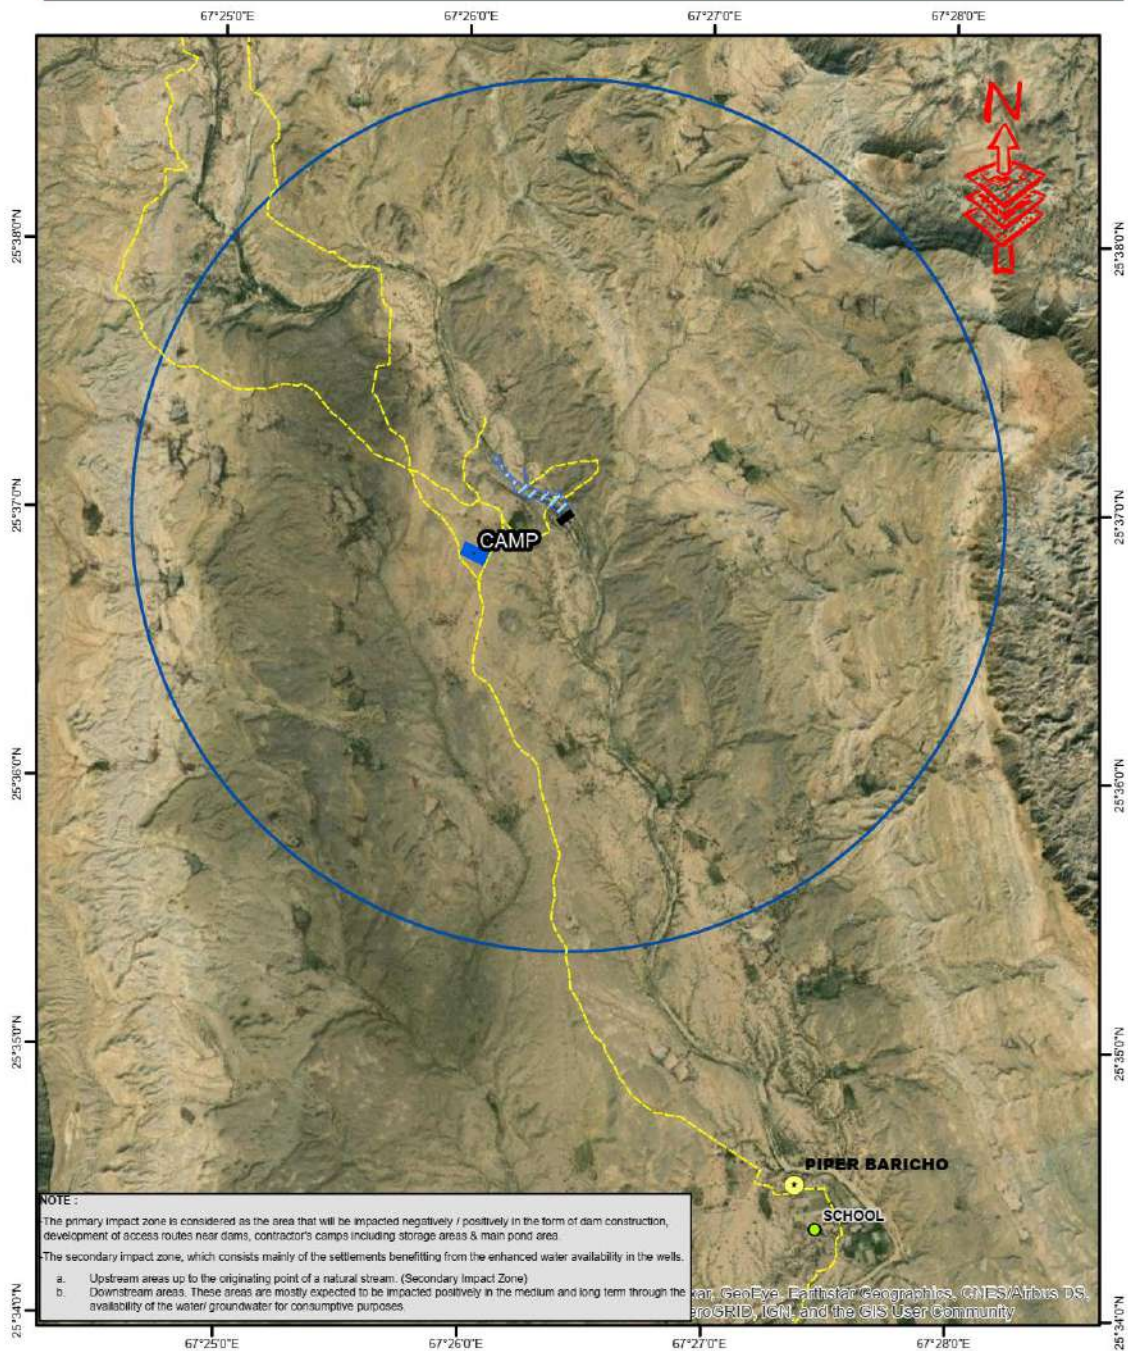 67°25'0"E 67°26'0"E 67°27'0"E 67°28'0"E
N
25°38'0"N 25°38'0"N
25°37'0"N 25°37'0"N
CAMP
25°36'0"N 25°36'0"N
25°35'0"N 25°35'0"N
PIPER BARICHO
SCHOOL
NOTE :
-The primary impact zone is considered as the area that will be impacted negatively / positively in the form of dam construction,
development of access routes near dams, contractor's camps including storage areas & main pond area.
-The secondary impact zone, which consists mainly of the settlements benefitting from the enhanced water availability in the wells.
a. Upstream areas up to the originating point of a natural stream. (Secondary Impact Zone)
b. Downstream areas. These areas are mostly expected to be impacted positively in the medium and long term through the
availability of the water/ groundwater for consumptive purposes.
GeoEye, Earthstar Geographics, CNES/Airbus DS,
IGN, and the GIS User Community
25°34'0"N 25°34'0"N
67°25'0"E 67°26'0"E 67°27'0"E 67°28'0"E